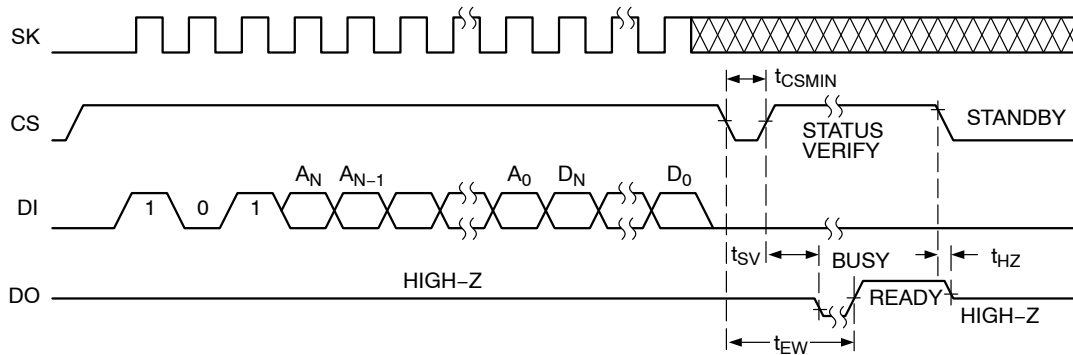 SK
t_CSMIN
CS
STANDBY
STATUS
VERIFY
A_N A_N−1 A_0 D_N D_0
DI 1 0 1
t_SV BUSY t_HZ
HIGH−Z
DO READY
HIGH−Z
t_EW